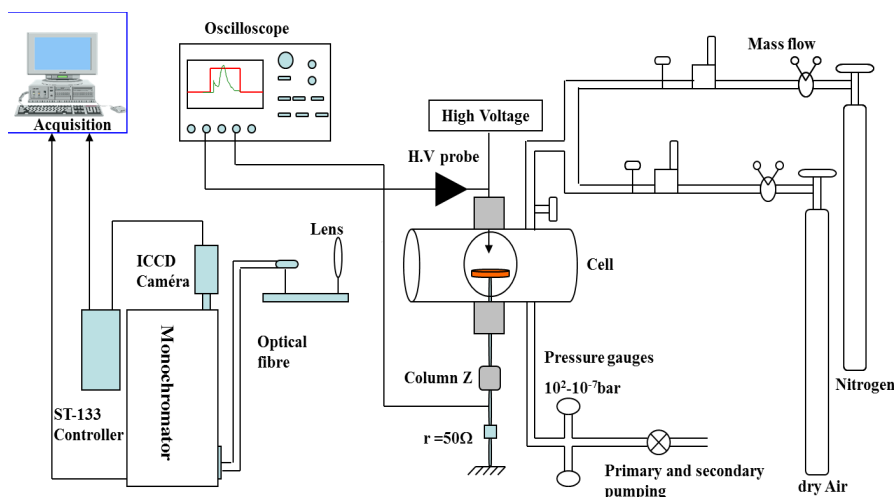 Oscilloscope
Acquisition
High Voltage
H.V probe
Mass flow
Lens
ICCD
Caméra
Monochromator
Optical
fibre
ST-133
Controller
Cell
Column Z
r =50Ω
Pressure gauges
10²-10⁻⁷bar
Primary and secondary
pumping
Nitrogen
dry Air